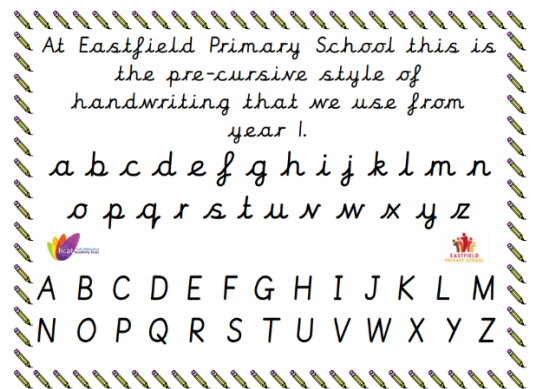 At Eastfield Primary School this is
the pre-cursive style of
handwriting that we use from
year 1.
a b c d e f g h i j k l m n
o p q r s t u v w x y z
hcat
EASTFIELD
PRIMARY SCHOOL
A B C D E F G H I J K L M
N O P Q R S T U V W X Y Z